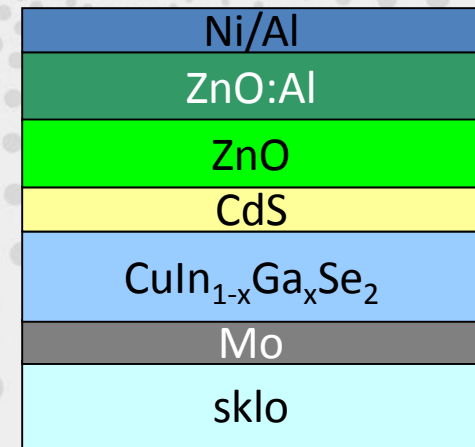 Ni/Al
ZnO:Al
ZnO
CdS
CuIn₁₋ₓGaₓSe₂
Mo
sklo